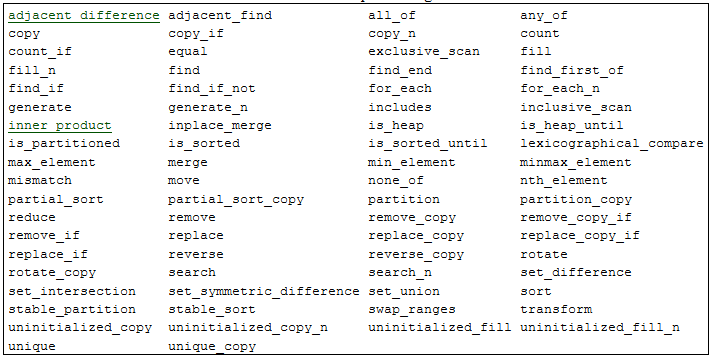 adjacent_difference adjacent_find all_of any_of
copy copy_if copy_n count
count_if equal exclusive_scan fill
fill_n find find_end find_first_of
find_if find_if_not for_each for_each_n
generate generate_n includes inclusive_scan
inner_product inplace_merge is_heap is_heap_until
is_partitioned is_sorted is_sorted_until lexicographical_compare
max_element merge min_element minmax_element
mismatch move none_of nth_element
partial_sort partial_sort_copy partition partition_copy
reduce remove remove_copy remove_copy_if
remove_if replace replace_copy replace_copy_if
replace_if reverse reverse_copy rotate
rotate_copy search search_n set_difference
set_intersection set_symmetric_difference set_union sort
stable_partition stable_sort swap_ranges transform
uninitialized_copy uninitialized_copy_n uninitialized_fill uninitialized_fill_n
unique unique_copy